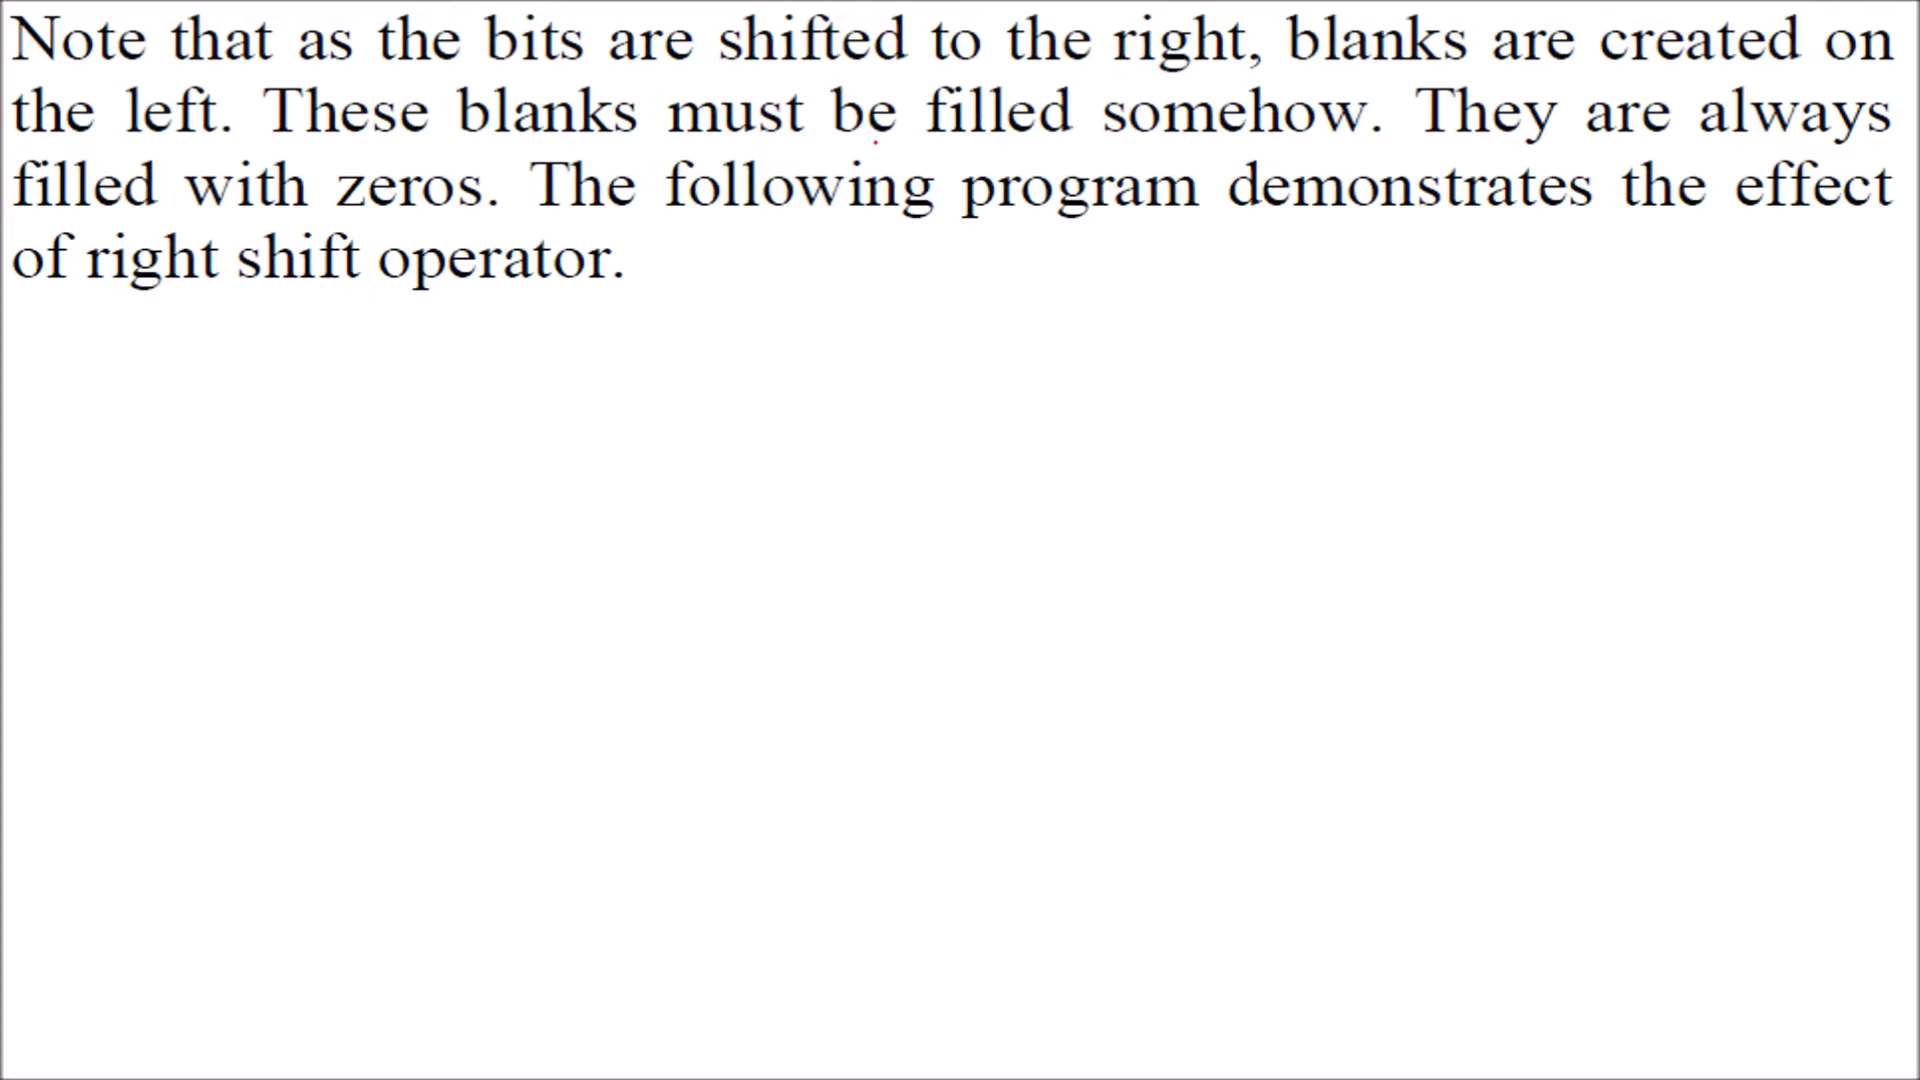 Note that as the bits are shifted to the right, blanks are created on
the left. These blanks must be filled somehow. They are always
filled with zeros. The following program demonstrates the effect
of right shift operator.